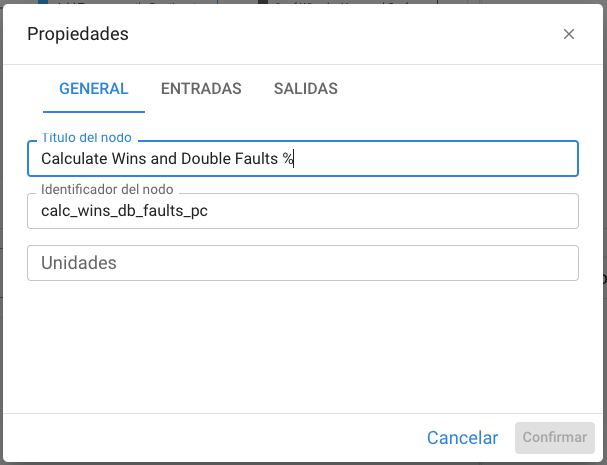 Propiedades
GENERAL ENTRADAS SALIDAS
Título del nodo
Calculate Wins and Double Faults %
Identificador del nodo
calc_wins_db_faults_pc
Unidades
Cancelar Confirmar